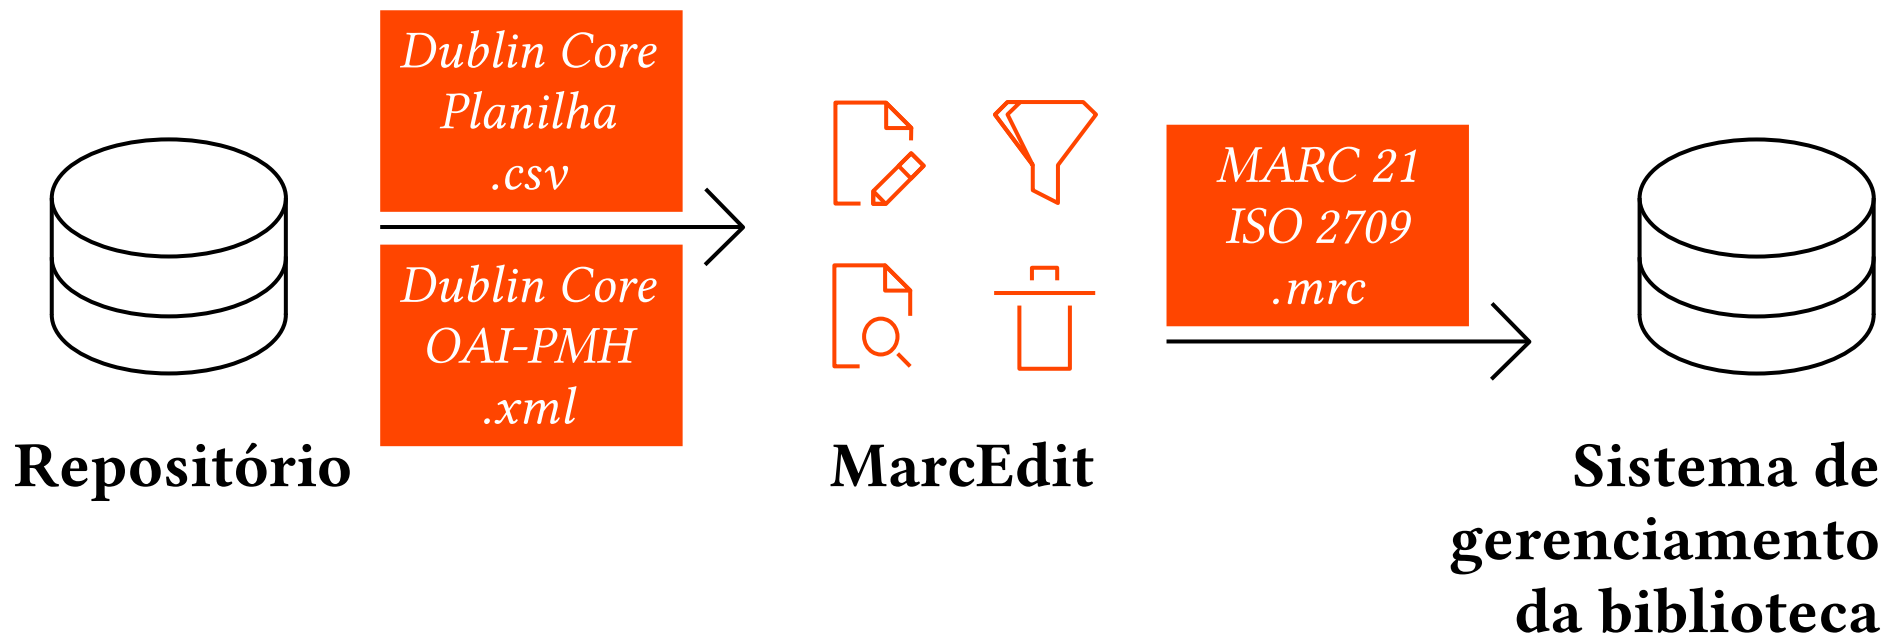 Dublin Core
Planilha
.csv
Dublin Core
OAI-PMH
.xml
MARC 21
ISO 2709
.mrc
Repositório
MarcEdit
Sistema de
gerenciamento
da biblioteca